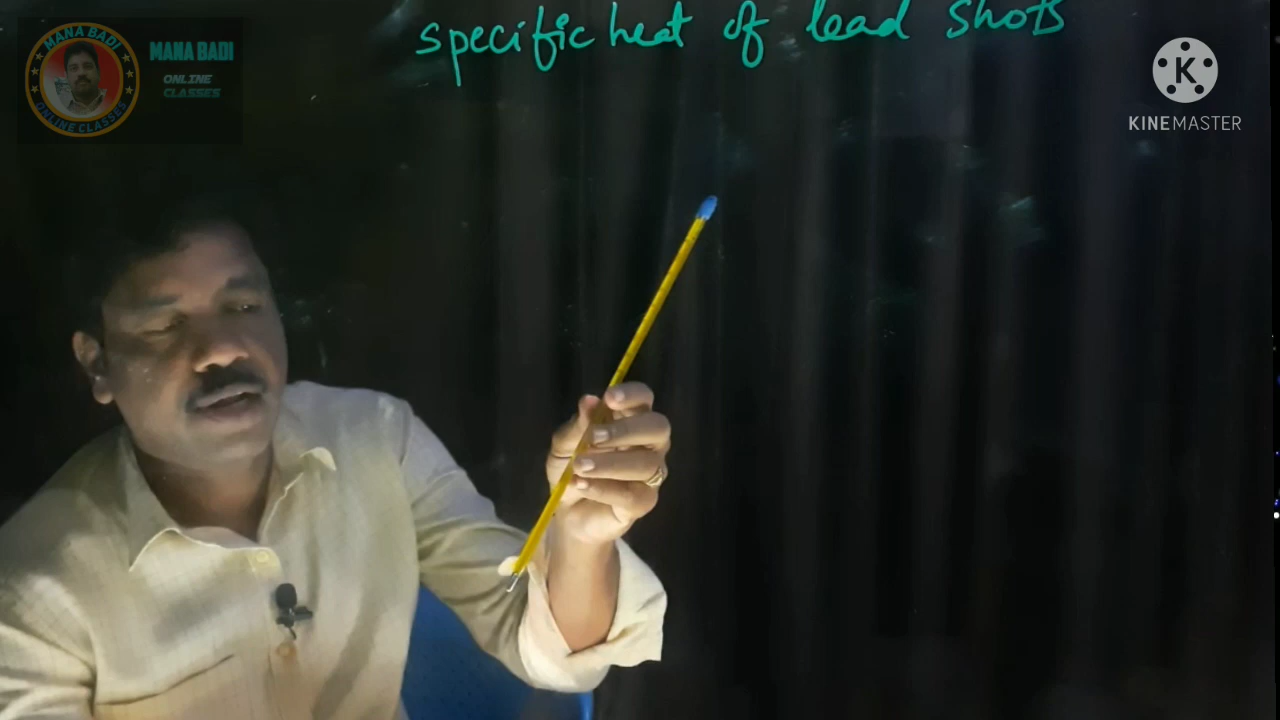 specific heat of lead shots
MANA BADI
ONLINE CLASSES
MANA BADI
ONLINE
CLASSES
K
KINEMASTER